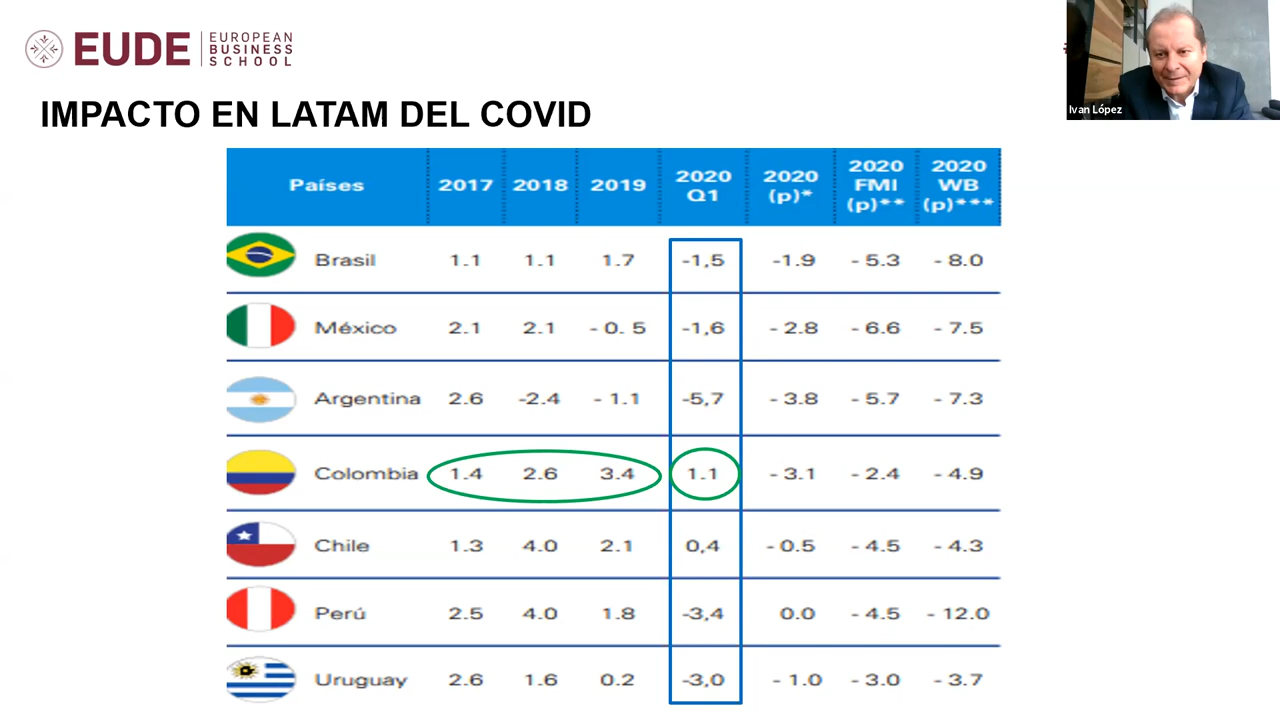 EUDE EUROPEAN
BUSINESS
SCHOOL
Ivan López
IMPACTO EN LATAM DEL COVID
Países 2017 2018 2019 2020 Q1 2020 (p)* 2020 FMI (p)** 2020 WB (p)***
Brasil 1.1 1.1 1.7 -1,5 -1.9 - 5.3 - 8.0
México 2.1 2.1 - 0. 5 -1,6 - 2.8 - 6.6 - 7.5
Argentina 2.6 -2.4 - 1.1 -5,7 - 3.8 - 5.7 - 7.3
Colombia 1.4 2.6 3.4 1.1 - 3.1 - 2.4 - 4.9
Chile 1.3 4.0 2.1 0,4 - 0.5 - 4.5 - 4.3
Perú 2.5 4.0 1.8 -3,4 0.0 - 4.5 - 12.0
Uruguay 2.6 1.6 0.2 -3,0 - 1.0 - 3.0 - 3.7